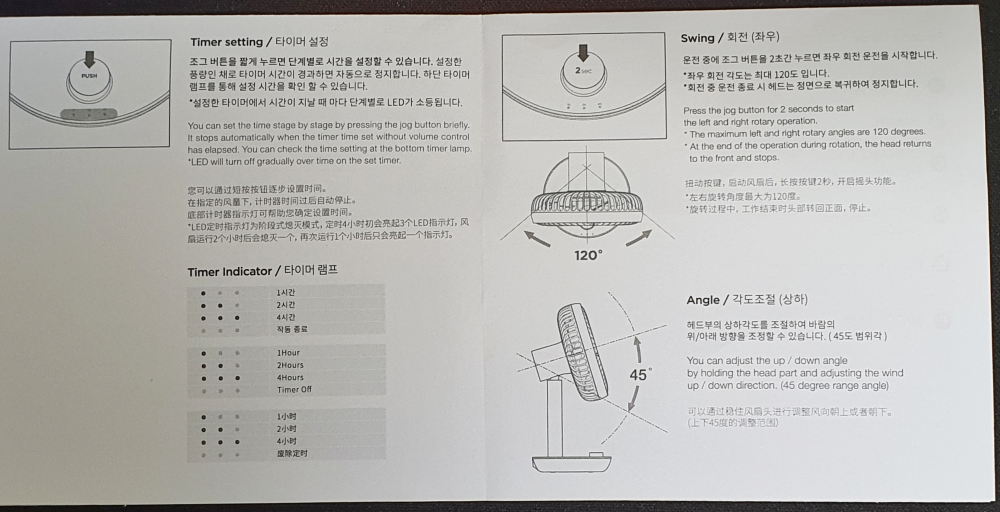 PUSH
Timer setting / 타이머 설정
조그 버튼을 짧게 누르면 단계별로 시간을 설정할 수 있습니다. 설정한
풍량인 채로 타이머 시간이 경과하면 자동으로 정지합니다. 하단 타이머
램프를 통해 설정 시간을 확인 할 수 있습니다.
*설정한 타이머에서 시간이 지날 때 마다 단계별로 LED가 소등됩니다.
You can set the time stage by stage by pressing the jog button briefly.
It stops automatically when the timer time set without volume control
has elapsed. You can check the time setting at the bottom timer lamp.
*LED will turn off gradually over time on the set timer.
您可以通过短按按钮逐步设置时间。
在指定的风量下，计时器时间过后自动停止。
底部计时器指示灯可帮助您确定设置时间。
*LED定时指示灯为阶段式熄灭模式，定时4小时初会亮起3个LED指示灯，风
扇运行2个小时后会熄灭一个，再次运行1个小时后只会亮起一个指示灯。
Timer Indicator / 타이머 램프
1시간
2시간
4시간
작동 종료
1Hour
2Hours
4Hours
Timer Off
1小时
2小时
4小时
废除定时
2 SEC
Swing / 회전 (좌우)
운전 중에 조그 버튼을 2초간 누르면 좌우 회전 운전을 시작합니다.
*좌우 회전 각도는 최대 120도 입니다.
*회전 중 운전 종료 시 헤드는 정면으로 복귀하여 정지합니다.
Press the jog button for 2 seconds to start
the left and right rotary operation.
* The maximum left and right rotary angles are 120 degrees.
* At the end of the operation during rotation, the head returns
to the front and stops.
扭动按键，启动风扇后，长按按键2秒，开启摇头功能。
*左右旋转角度最大为120度。
*旋转过程中，工作结束时头部转回正面，停止。
120°
Angle / 각도조절 (상하)
헤드부의 상하각도를 조절하여 바람의
위/아래 방향을 조정할 수 있습니다. ( 45도 범위각 )
You can adjust the up / down angle
by holding the head part and adjusting the wind
up / down direction. (45 degree range angle)
可以通过稳住风扇头进行调整风向朝上或者朝下。
(上下45度的调整范围)
45°